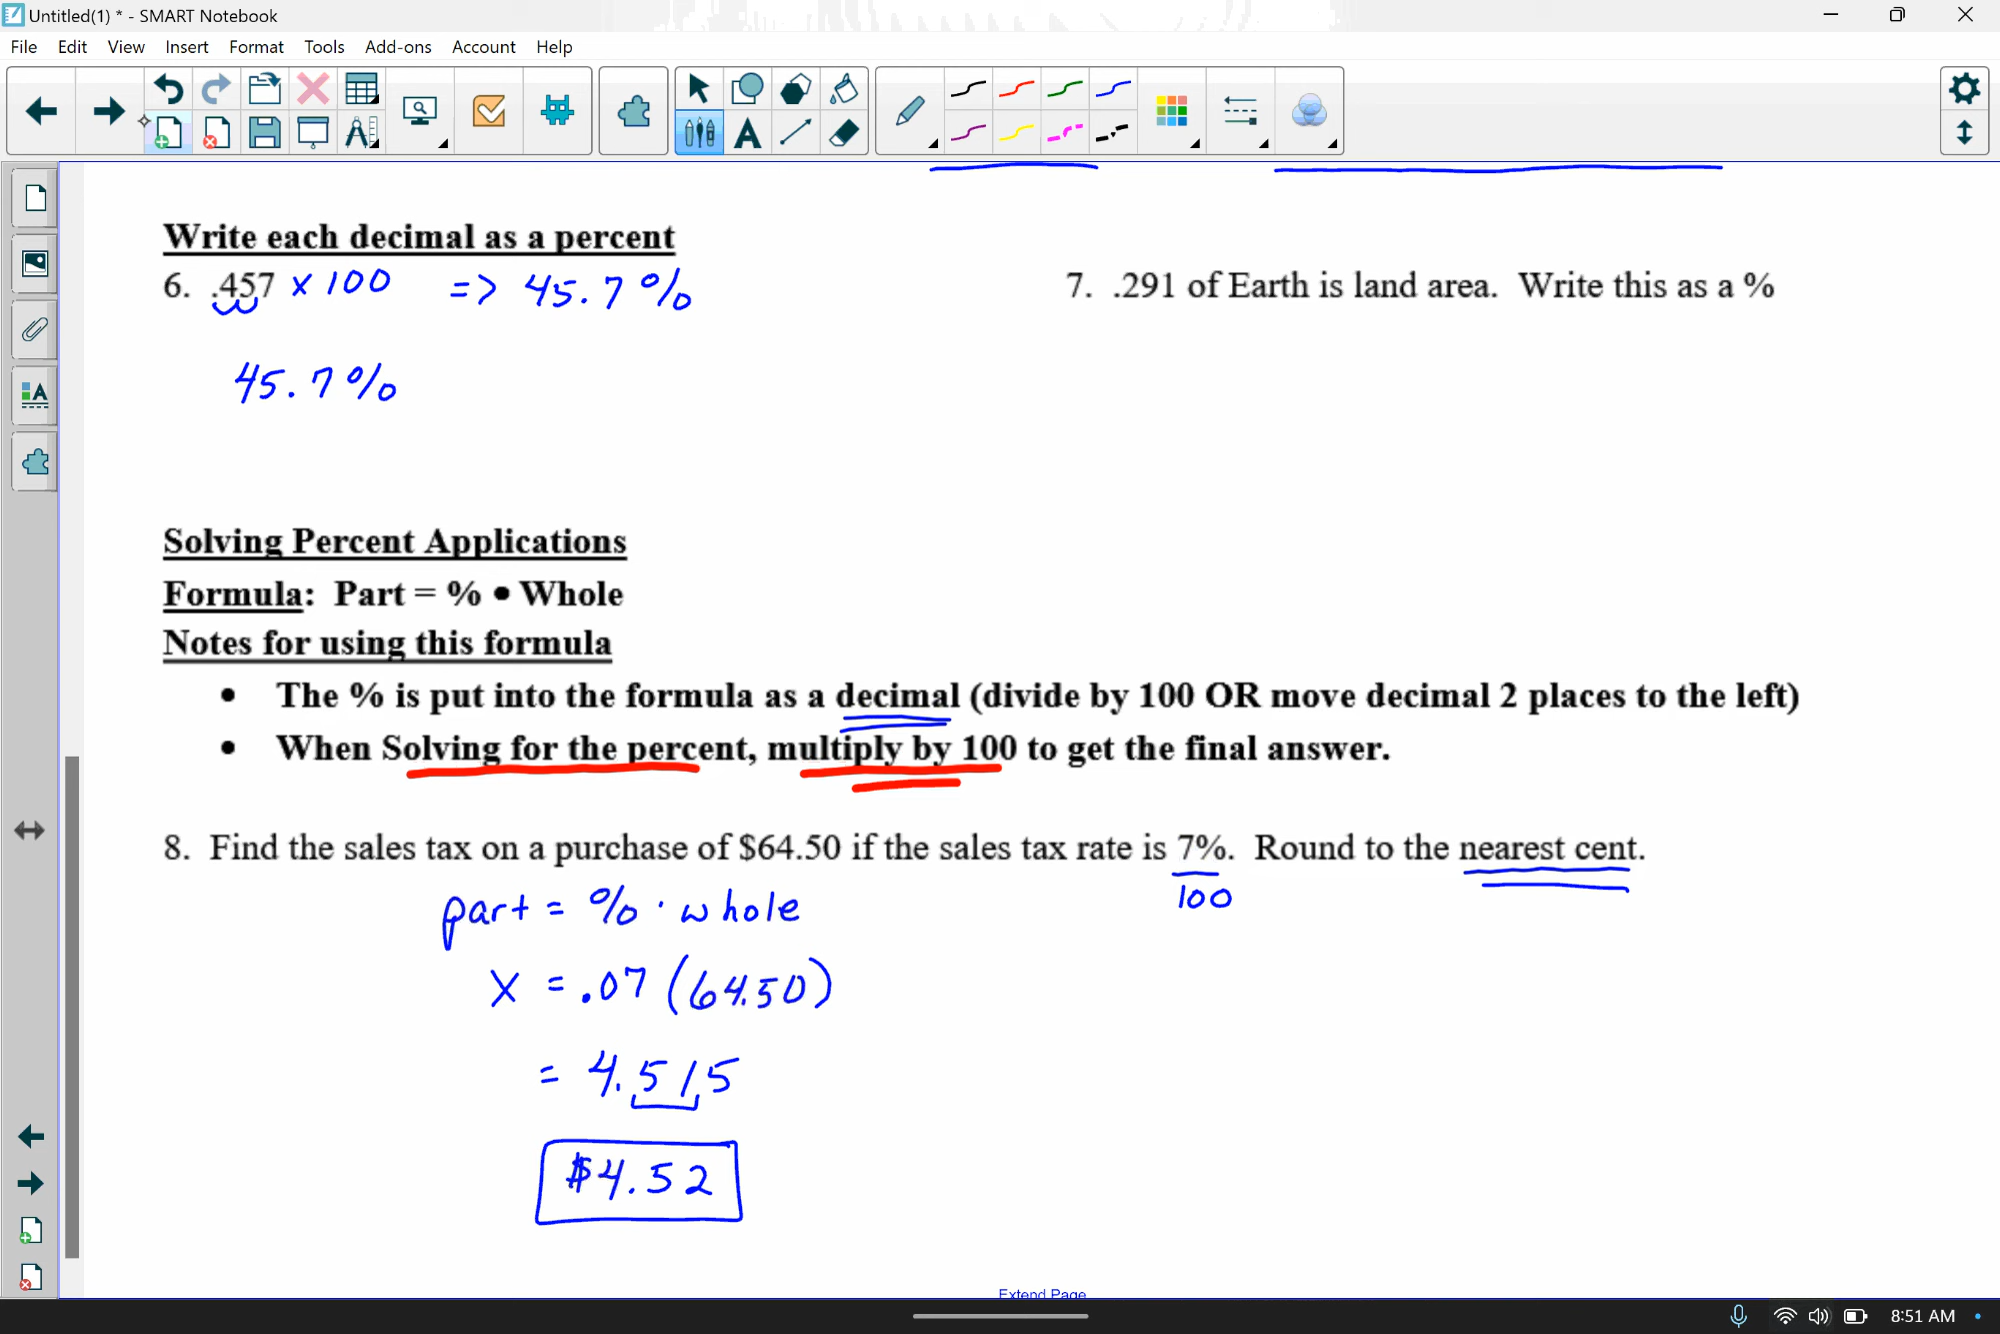 Untitled(1) * - SMART Notebook
File Edit View Insert Format Tools Add-ons Account Help
Write each decimal as a percent
6. .457 x 100 => 45.7%
7. .291 of Earth is land area. Write this as a %
45.7%
Solving Percent Applications
Formula: Part = % • Whole
Notes for using this formula
• The % is put into the formula as a decimal (divide by 100 OR move decimal 2 places to the left)
• When Solving for the percent, multiply by 100 to get the final answer.
8. Find the sales tax on a purchase of $64.50 if the sales tax rate is 7%. Round to the nearest cent.
100
part = % · whole
x = .07 (64.50)
= 4.515
$4.52
Extend Page
8:51 AM